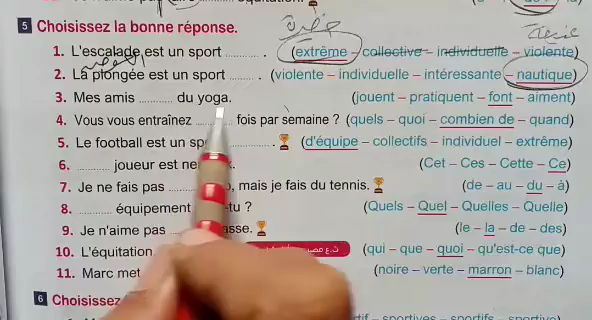 5 Choisissez la bonne réponse.
1. L'escalade est un sport ............ . (extrême – collective – individuelle – violente)
2. La plongée est un sport ......... . (violente – individuelle – intéressante – nautique)
3. Mes amis ............ du yoga. (jouent – pratiquent – font – aiment)
4. Vous vous entraînez ............ fois par semaine ? (quels – quoi – combien de – quand)
5. Le football est un sp ............ . (d'équipe – collectifs – individuel – extrême)
6. ............ joueur est ne (Cet – Ces – Cette – Ce)
7. Je ne fais pas ............ , mais je fais du tennis. (de – au – du – à)
8. ............ équipement -tu ? (Quels – Quel – Quelles – Quelle)
9. Je n'aime pas asse. (le – la – de – des)
10. L'équitation (qui – que – quoi – qu'est-ce que)
11. Marc met (noire – verte – marron – blanc)
6 Choisissez
– sportives – sportifs – sportive)